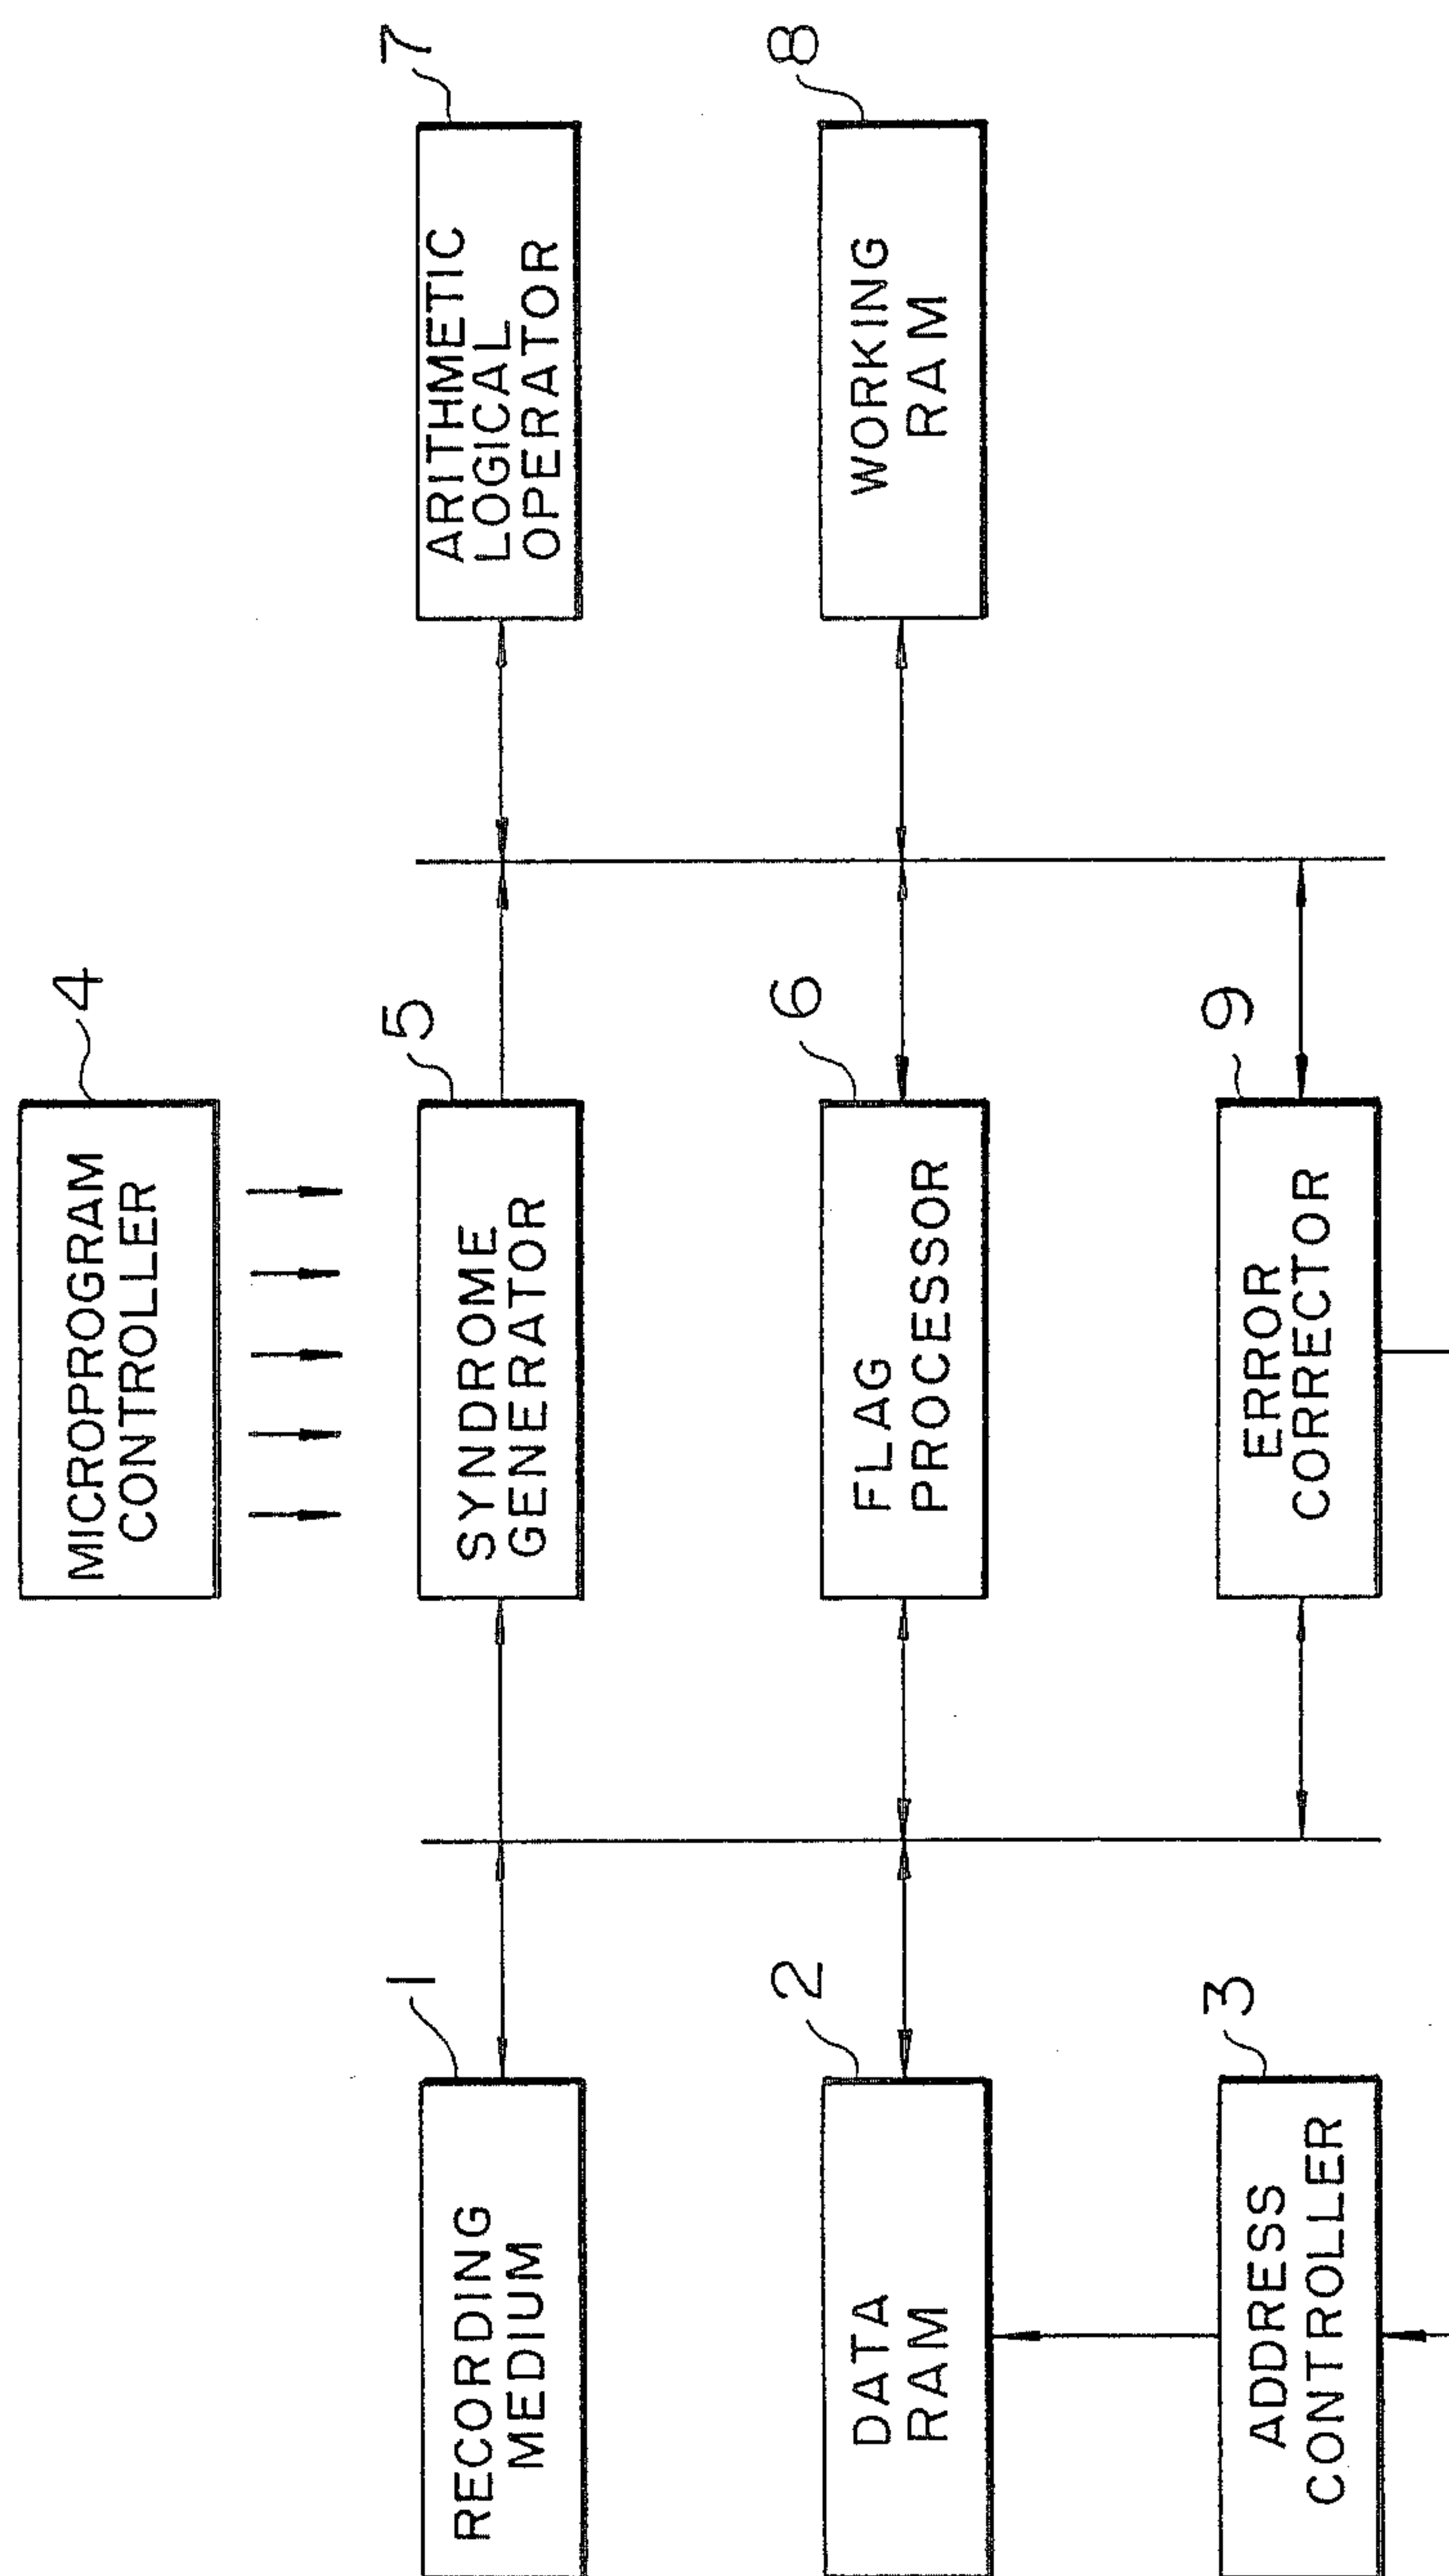 4
MICROPROGRAM
CONTROLLER
1
RECORDING
MEDIUM
5
SYNDROME
GENERATOR
7
ARITHMETIC
LOGICAL
OPERATOR
2
DATA
RAM
6
FLAG
PROCESSOR
8
WORKING
RAM
3
ADDRESS
CONTROLLER
9
ERROR
CORRECTOR